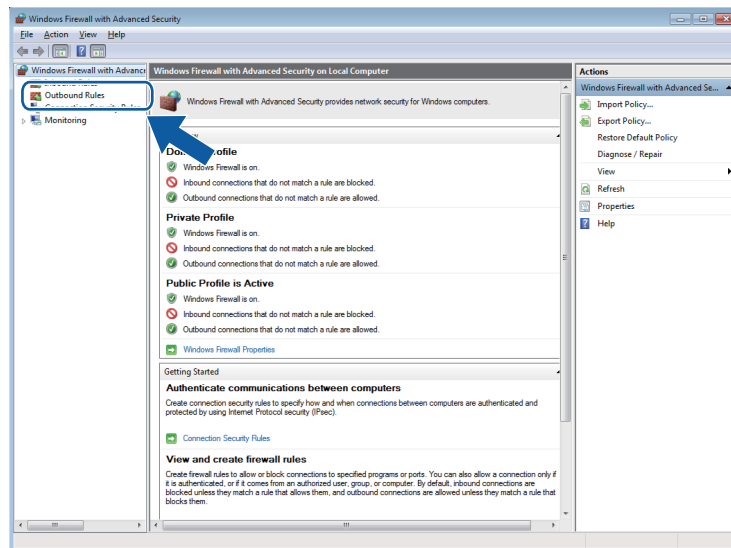 Windows Firewall with Advanced Security
File Action View Help
Windows Firewall with Advance
Windows Firewall with Advanced Security on Local Computer
Actions
Inbound Rules
Outbound Rules
Connection Security Rules
Monitoring
Windows Firewall with Advanced Security provides network security for Windows computers.
Profile
Windows Firewall is on.
Inbound connections that do not match a rule are blocked.
Outbound connections that do not match a rule are allowed.
Private Profile
Windows Firewall is on.
Inbound connections that do not match a rule are blocked.
Outbound connections that do not match a rule are allowed.
Public Profile is Active
Windows Firewall is on.
Inbound connections that do not match a rule are blocked.
Outbound connections that do not match a rule are allowed.
Windows Firewall Properties
Getting Started
Authenticate communications between computers
Create connection security rules to specify how and when connections between computers are authenticated and
protected by using Internet Protocol security (IPsec).
Connection Security Rules
View and create firewall rules
Create firewall rules to allow or block connections to specified programs or ports. You can also allow a connection only if
it is authenticated, or if it comes from an authorized user, group, or computer. By default, inbound connections are
blocked unless they match a rule that allows them, and outbound connections are allowed unless they match a rule that
blocks them.
Windows Firewall with Advanced Se...
Import Policy...
Export Policy...
Restore Default Policy
Diagnose / Repair
View
Refresh
Properties
Help